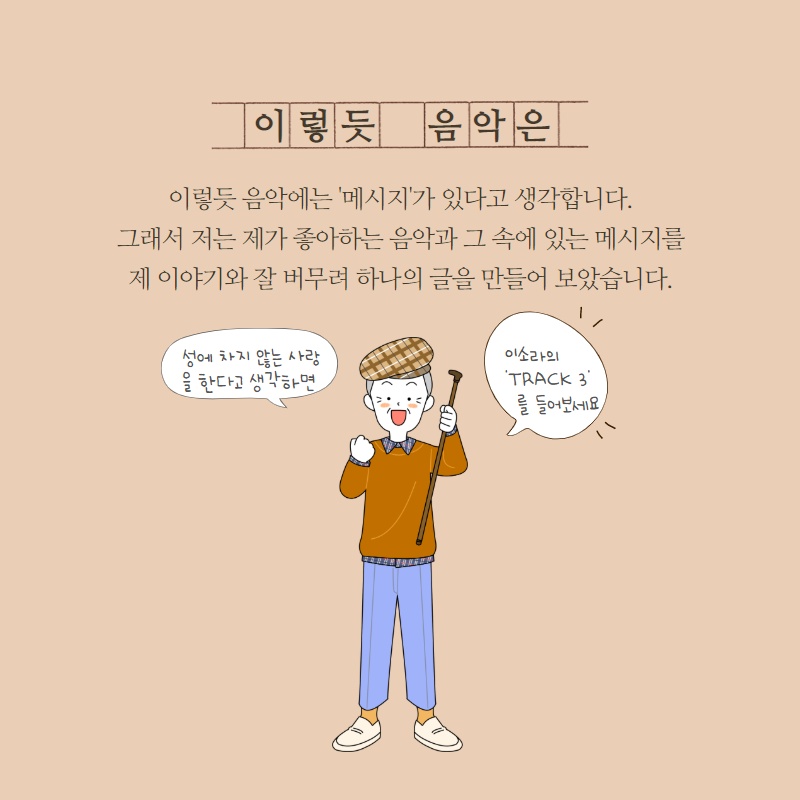 이렇듯 음악은
이렇듯 음악에는 '메시지'가 있다고 생각합니다.
그래서 저는 제가 좋아하는 음악과 그 속에 있는 메시지를
제 이야기와 잘 버무려 하나의 글을 만들어 보았습니다.
성에 차지 않는 사랑
을 한다고 생각하면
이소라의
'TRACK 3'
를 들어보세요